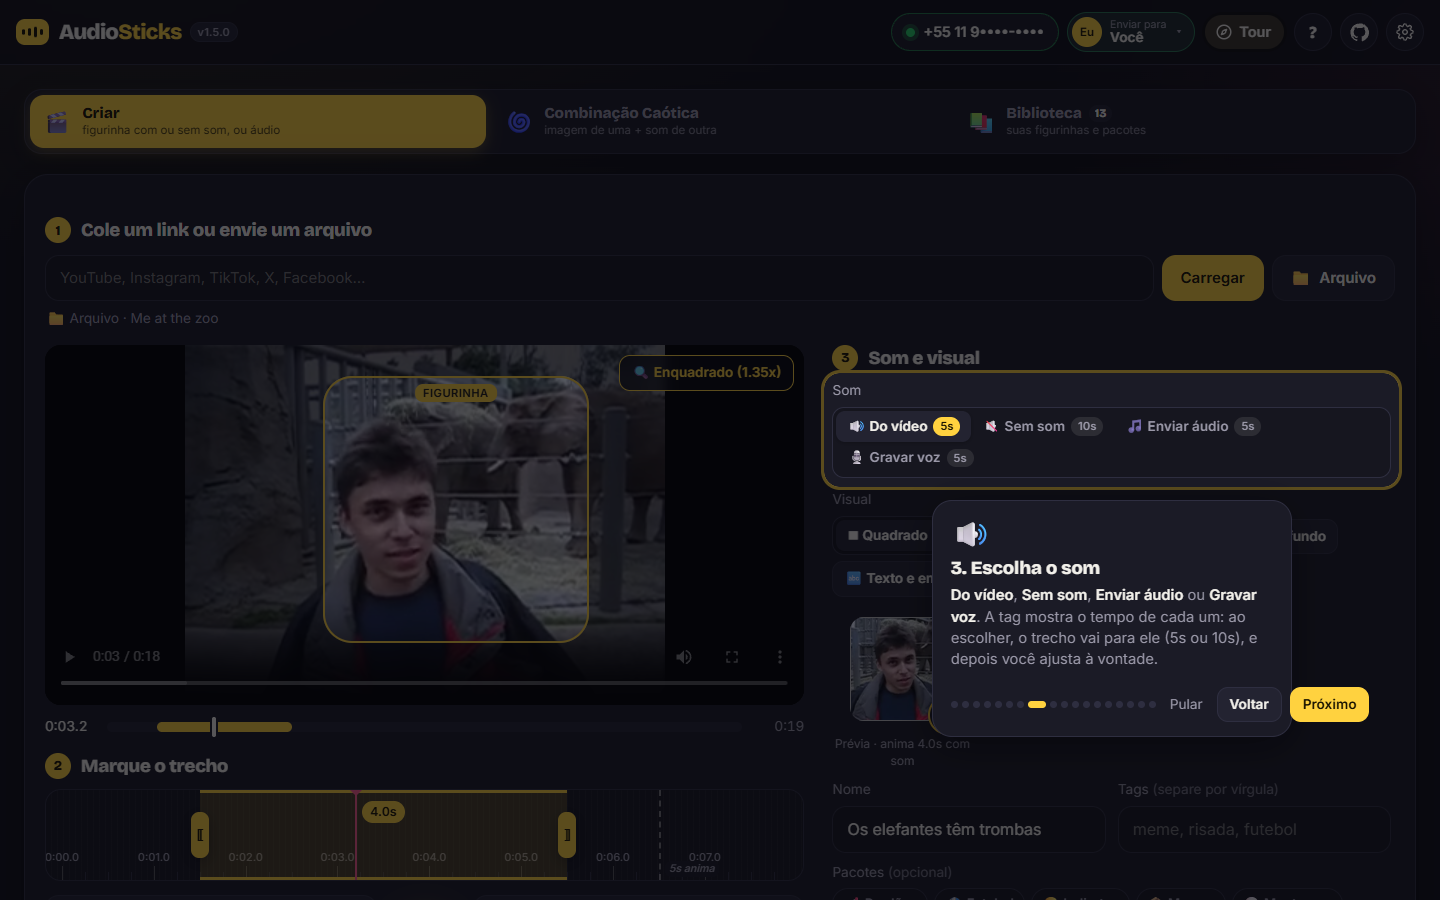 AudioSticks v1.5.0
+55 11 9••••-••••
Eu
Enviar para
Você
Tour
?
Criar
figurinha com ou sem som, ou áudio
Combinação Caótica
imagem de uma + som de outra
Biblioteca 13
suas figurinhas e pacotes
1 Cole um link ou envie um arquivo
YouTube, Instagram, TikTok, X, Facebook...
Carregar
Arquivo
Arquivo · Me at the zoo
Enquadrado (1.35x)
FIGURINHA
0:03 / 0:18
0:03.2
0:19
2 Marque o trecho
4.0s
0:00.0 0:01.0 0:02.0 0:03.0 0:04.0 0:05.0 0:06.0 0:07.0
5s anima
3 Som e visual
Som
Do vídeo 5s
Sem som 10s
Enviar áudio 5s
Gravar voz 5s
Visual
Quadrado
undo
Texto e em
3. Escolha o som
Do vídeo, Sem som, Enviar áudio ou Gravar
voz. A tag mostra o tempo de cada um: ao
escolher, o trecho vai para ele (5s ou 10s), e
depois você ajusta à vontade.
Pular
Voltar
Próximo
Prévia · anima 4.0s com
som
Nome
Tags (separe por vírgula)
Os elefantes têm trombas
meme, risada, futebol
Pacotes (opcional)